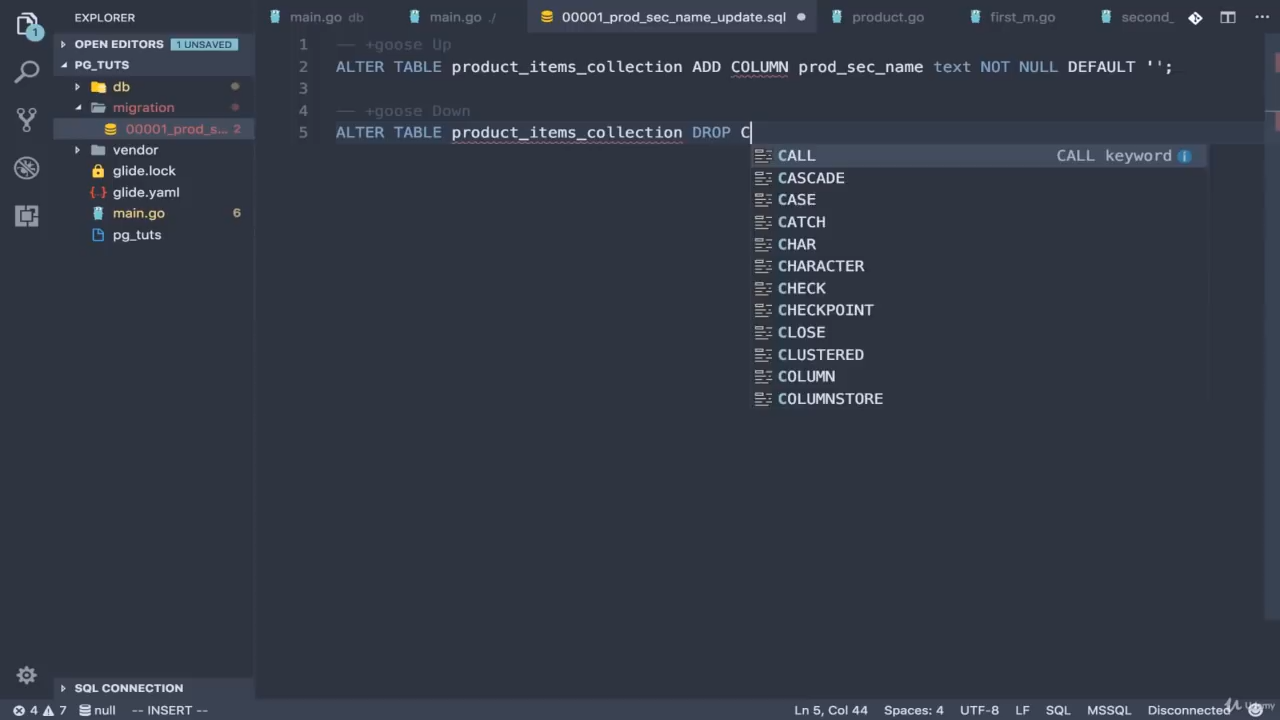 EXPLORER
main.go db
main.go ./
00001_prod_sec_name_update.sql
product.go
first_m.go
second_
OPEN EDITORS 1 UNSAVED
PG_TUTS
db
migration
00001_prod_s... 2
vendor
glide.lock
glide.yaml
main.go 6
pg_tuts
1
1 -- +goose Up
2 ALTER TABLE product_items_collection ADD COLUMN prod_sec_name text NOT NULL DEFAULT '';
3
4 -- +goose Down
5 ALTER TABLE product_items_collection DROP C
CALL CALL keyword
CASCADE
CASE
CATCH
CHAR
CHARACTER
CHECK
CHECKPOINT
CLOSE
CLUSTERED
COLUMN
COLUMNSTORE
SQL CONNECTION
4 7 null -- INSERT -- Ln 5, Col 44 Spaces: 4 UTF-8 LF SQL MSSQL Disconnected
Udemy